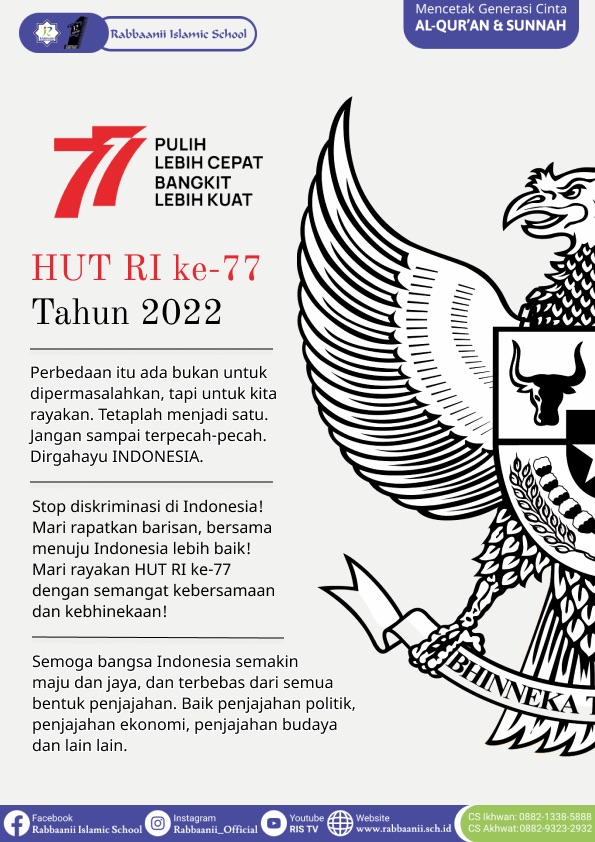 Rabbaanii Islamic School
Mencetak Generasi Cinta
AL-QUR'AN & SUNNAH
77
PULIH
LEBIH CEPAT
BANGKIT
LEBIH KUAT
HUT RI ke-77
Tahun 2022
Perbedaan itu ada bukan untuk
dipermasalahkan, tapi untuk kita
rayakan. Tetaplah menjadi satu.
Jangan sampai terpecah-pecah.
Dirgahayu INDONESIA.
Stop diskriminasi di Indonesia!
Mari rapatkan barisan, bersama
menuju Indonesia lebih baik!
Mari rayakan HUT RI ke-77
dengan semangat kebersamaan
dan kebhinekaan!
Semoga bangsa Indonesia semakin
maju dan jaya, dan terbebas dari semua
bentuk penjajahan. Baik penjajahan politik,
penjajahan ekonomi, penjajahan budaya
dan lain lain.
BHINNEKA T
Facebook
Rabbaanii Islamic School
Instagram
Rabbaanii_Official
Youtube
RIS TV
Website
www.rabbaanii.sch.id
CS Ikhwan: 0882-1338-5888
CS Akhwat: 0882-9323-2932